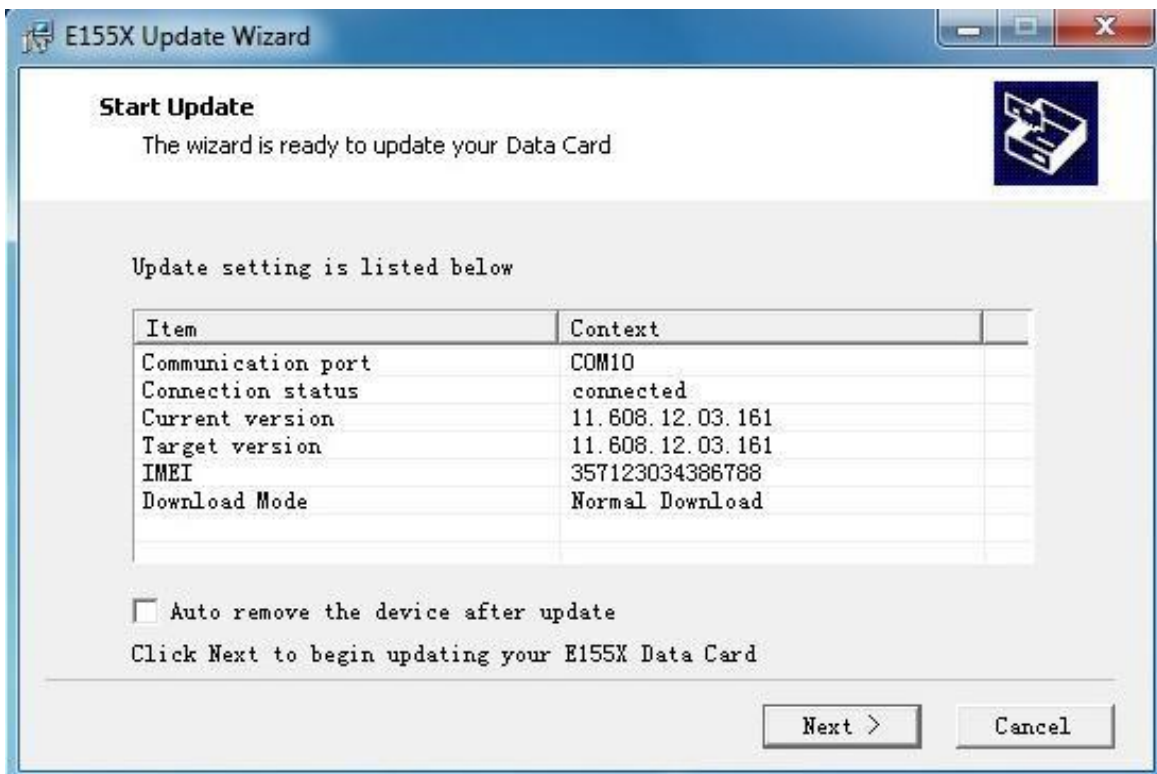 E155X Update Wizard
Start Update
The wizard is ready to update your Data Card
Update setting is listed below
Item Context
Communication port COM10
Connection status connected
Current version 11.608.12.03.161
Target version 11.608.12.03.161
IMEI 357123034386788
Download Mode Normal Download
Auto remove the device after update
Click Next to begin updating your E155X Data Card
Next > Cancel